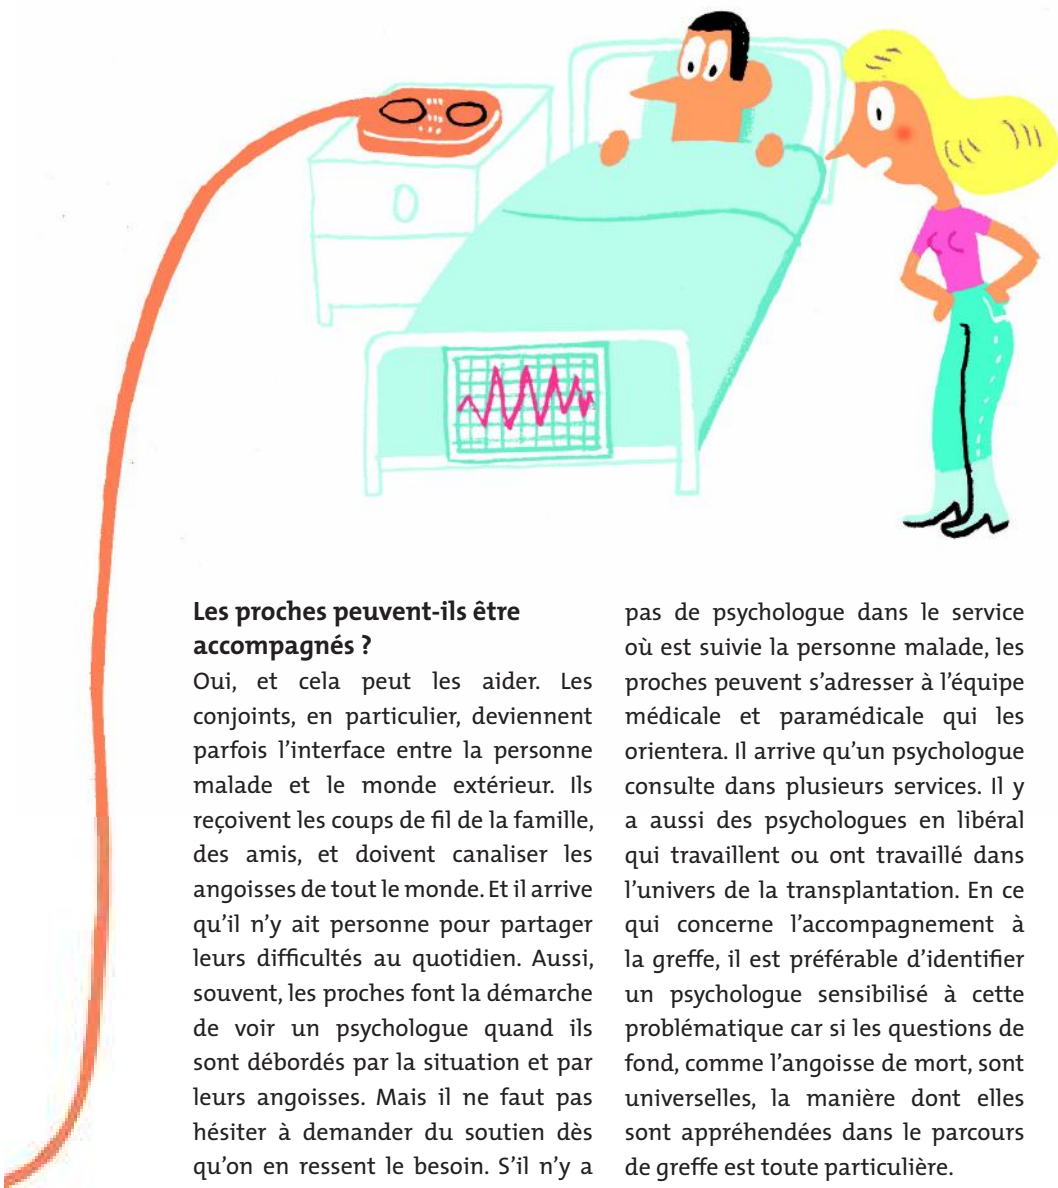 Les proches peuvent-ils être
accompagnés ?
Oui, et cela peut les aider. Les
conjoints, en particulier, deviennent
parfois l’interface entre la personne
malade et le monde extérieur. Ils
reçoivent les coups de fil de la famille,
des amis, et doivent canaliser les
angoisses de tout le monde. Et il arrive
qu’il n’y ait personne pour partager
leurs difficultés au quotidien. Aussi,
souvent, les proches font la démarche
de voir un psychologue quand ils
sont débordés par la situation et par
leurs angoisses. Mais il ne faut pas
hésiter à demander du soutien dès
qu’on en ressent le besoin. S’il n’y a
pas de psychologue dans le service
où est suivie la personne malade, les
proches peuvent s’adresser à l’équipe
médicale et paramédicale qui les
orientera. Il arrive qu’un psychologue
consulte dans plusieurs services. Il y
a aussi des psychologues en libéral
qui travaillent ou ont travaillé dans
l’univers de la transplantation. En ce
qui concerne l’accompagnement à
la greffe, il est préférable d’identifier
un psychologue sensibilisé à cette
problématique car si les questions de
fond, comme l’angoisse de mort, sont
universelles, la manière dont elles
sont appréhendées dans le parcours
de greffe est toute particulière.